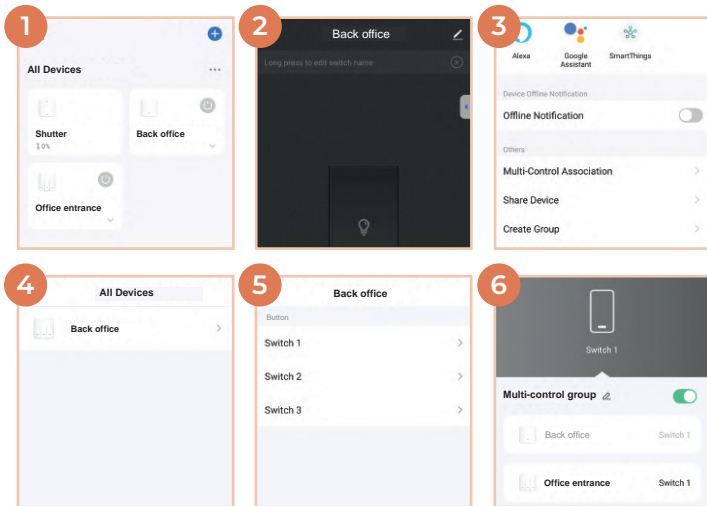 1
All Devices
...
Shutter
Back office
Office entrance
2
Back office
Long press to edit switch name
3
Alexa
Google
Assistant
SmartThings
Device Offline Notification
Offline Notification
Others
Multi-Control Association
Share Device
Create Group
4
All Devices
Back office
5
Back office
Button
Switch 1
Switch 2
Switch 3
6
Switch 1
Multi-control group
Back office Switch 1
Office entrance Switch 1